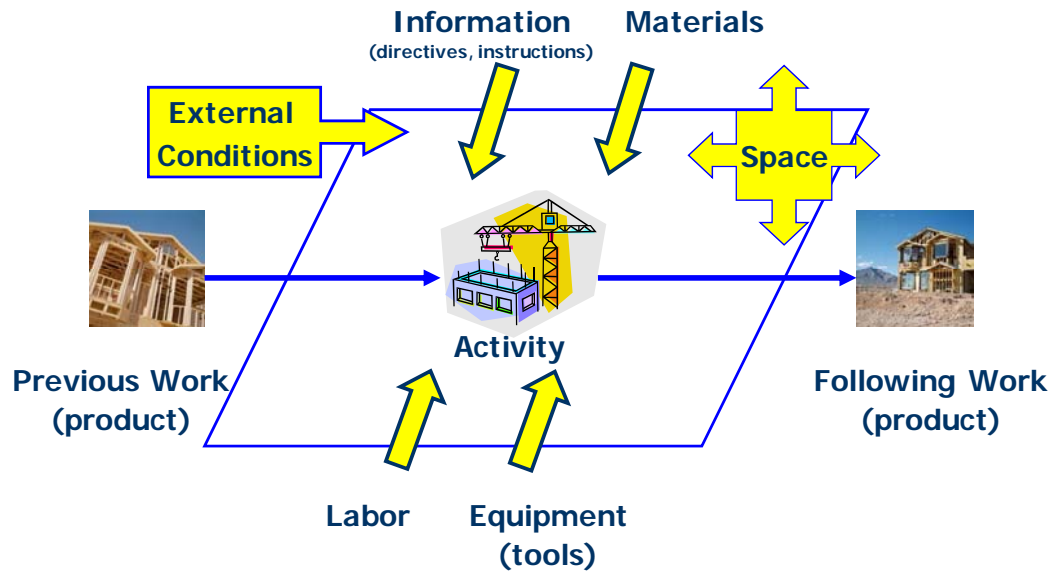 Information
(directives, instructions)
Materials
External
Conditions
Space
Activity
Previous Work
(product)
Following Work
(product)
Labor
Equipment
(tools)